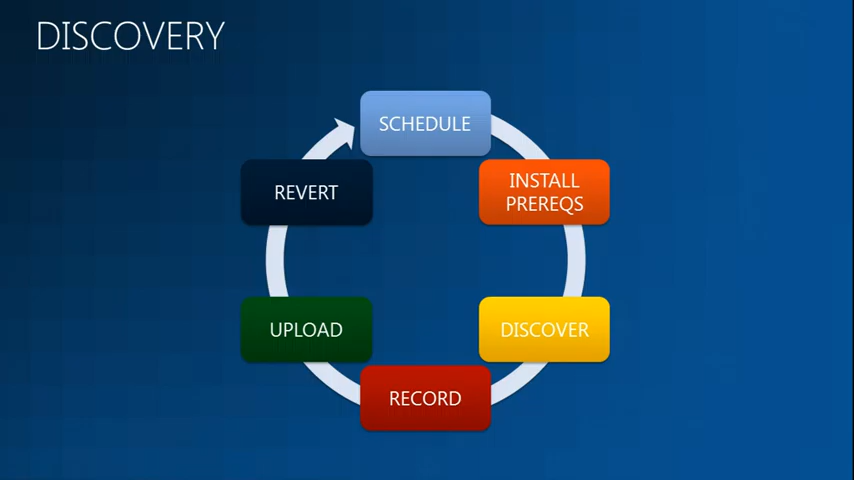 DISCOVERY
SCHEDULE
INSTALL
PREREQS
DISCOVER
RECORD
UPLOAD
REVERT